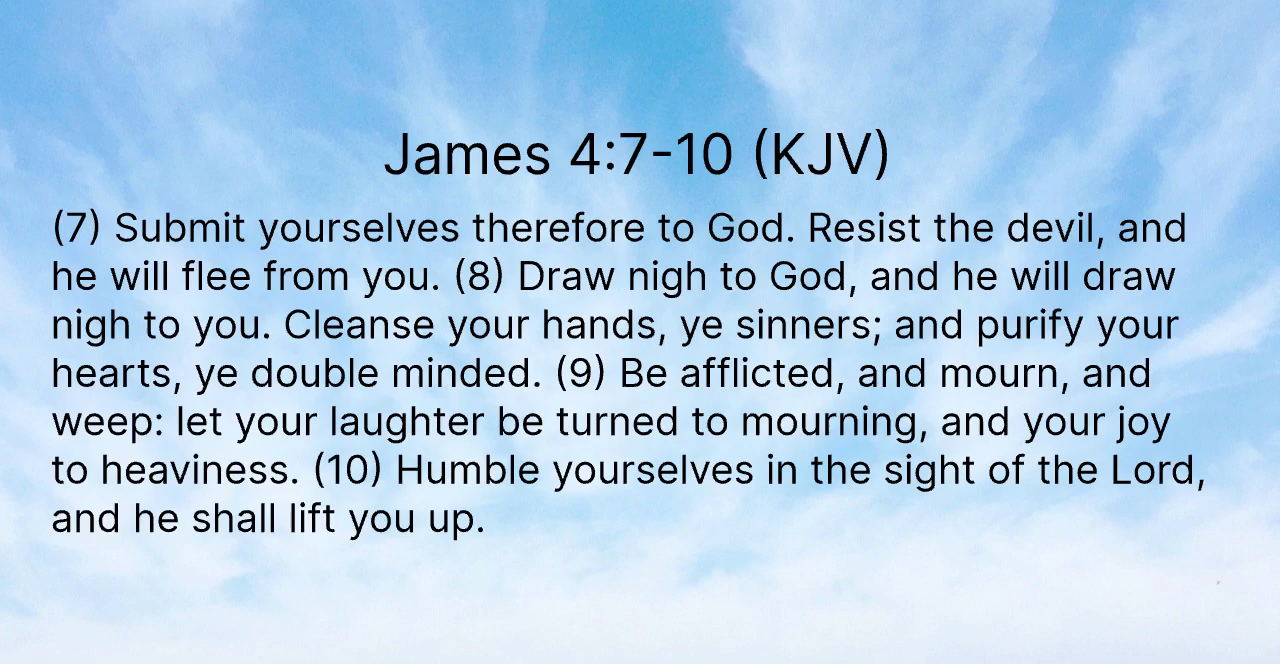 James 4:7-10 (KJV)
(7) Submit yourselves therefore to God. Resist the devil, and
he will flee from you. (8) Draw nigh to God, and he will draw
nigh to you. Cleanse your hands, ye sinners; and purify your
hearts, ye double minded. (9) Be afflicted, and mourn, and
weep: let your laughter be turned to mourning, and your joy
to heaviness. (10) Humble yourselves in the sight of the Lord,
and he shall lift you up.